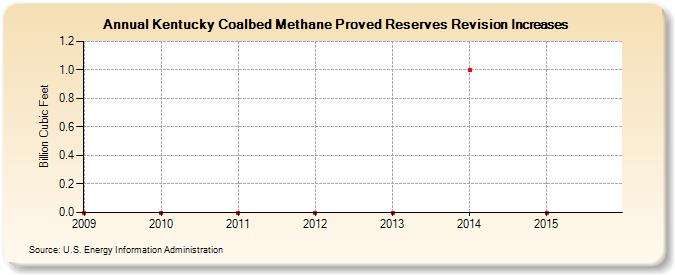 Annual Kentucky Coalbed Methane Proved Reserves Revision Increases
Billion Cubic Feet
1.2
1.0
0.8
0.6
0.4
0.2
0.0
2009 2010 2011 2012 2013 2014 2015
Source: U.S. Energy Information Administration